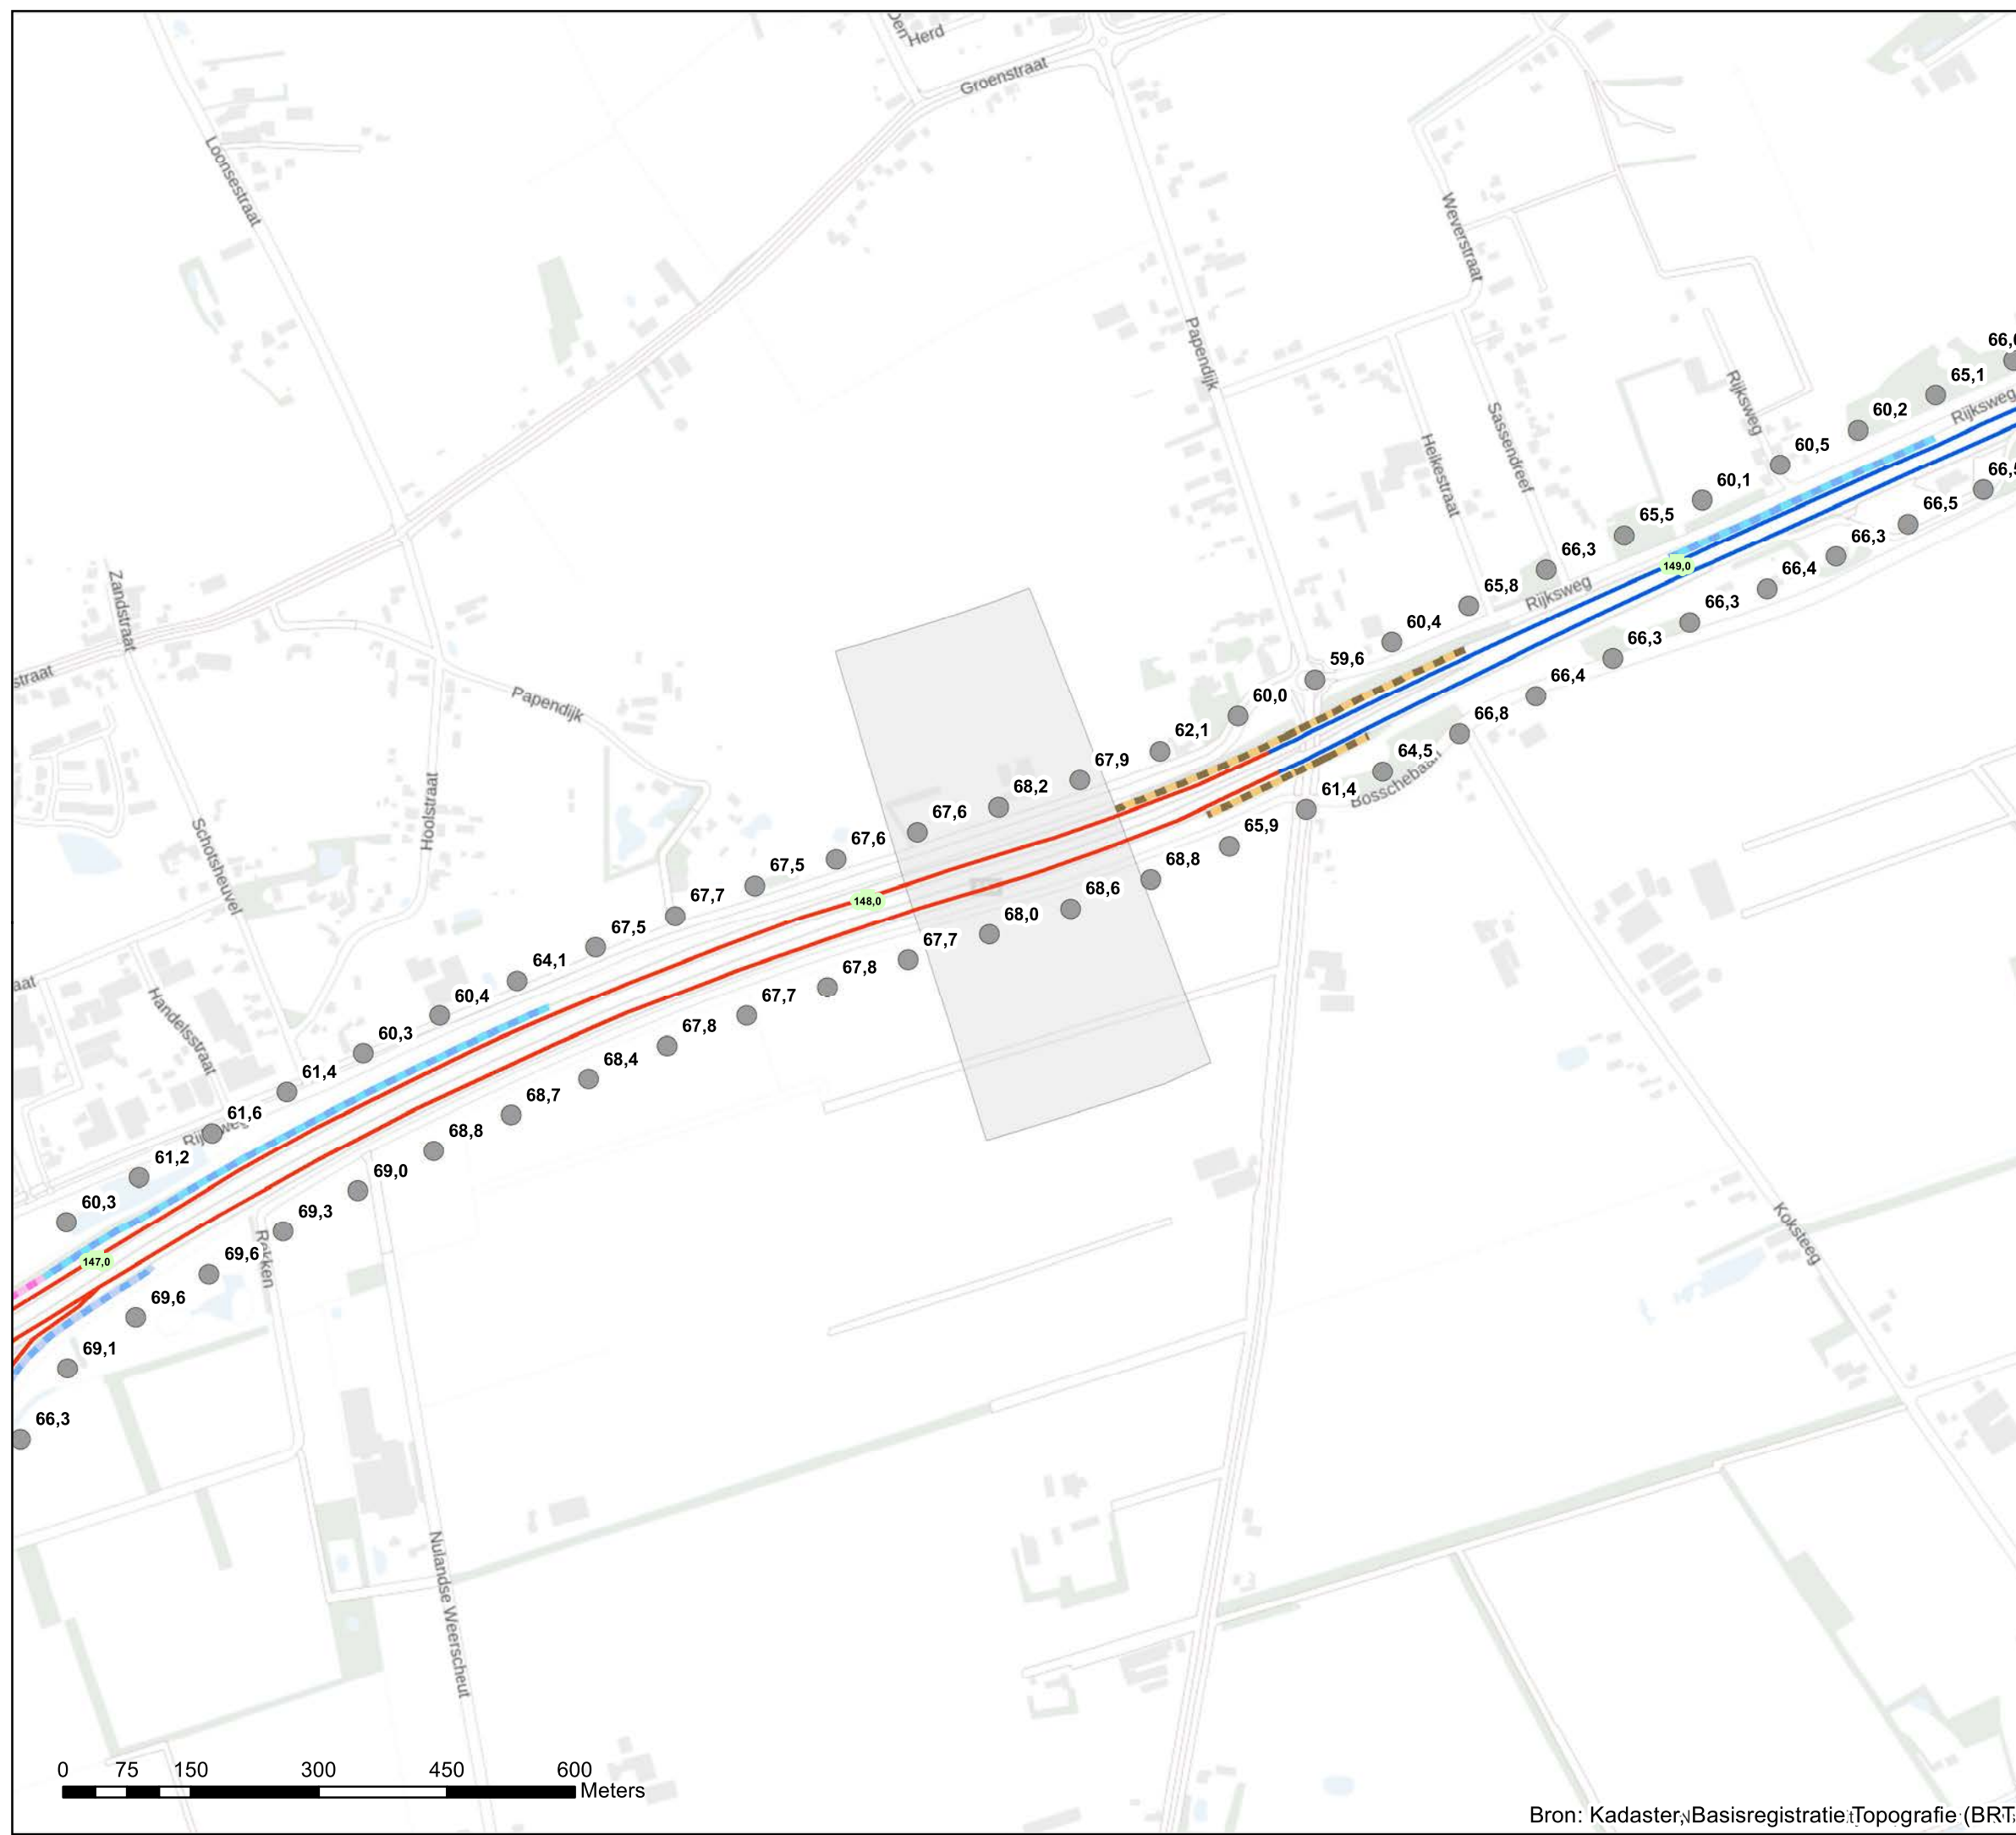 Den
Herd
Groenstraat
Loonsestraat
Weverstraat
Papendijk
66,
65,1
Rijksweg
Rijksweg
60,2
Sassendreef
Heikestraat
60,5
66,5
60,1
66,5
65,5
66,3
66,3
149,0
66,4
Zandstraat
65,8
Rijksweg
66,3
60,4
66,3
straat
59,6
66,4
Papendijk
60,0
66,8
62,1
64,5
67,9
Bosschebaan
61,4
68,2
Hoolstraat
67,6
65,9
Schotsheuvel
67,6
67,5
68,8
148,0
67,7
68,6
67,5
68,0
64,1
67,7
aat
60,4
67,8
Handelsstraat
60,3
67,7
61,4
67,8
61,6
68,4
61,2
68,7
60,3
68,8
69,0
69,3
Koksteeg
147,0
69,6
Rekken
69,6
69,1
66,3
Nulandse Weerscheut
0 75 150 300 450 600
Meters
Bron: Kadaster, Basisregistratie Topografie (BRT